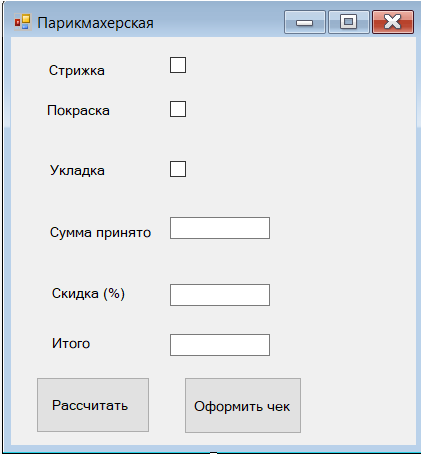 Парикмахерская
Стрижка
Покраска
Укладка
Сумма принято
Скидка (%)
Итого
Рассчитать
Оформить чек